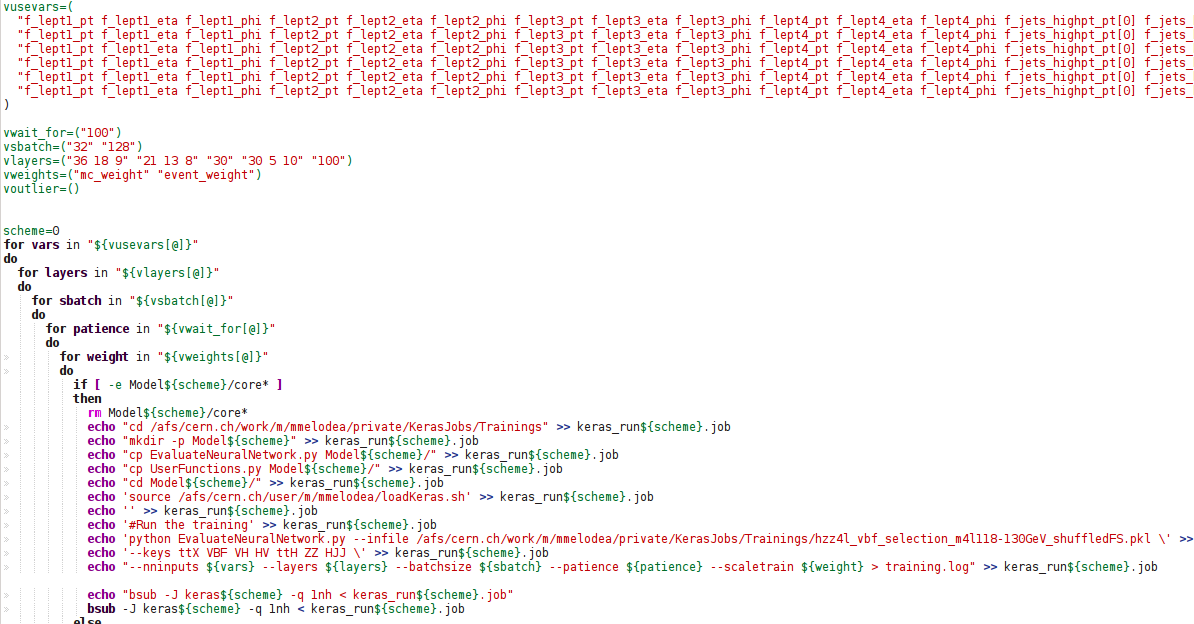 vusevars=(
  "f_lept1_pt f_lept1_eta f_lept1_phi f_lept2_pt f_lept2_eta f_lept2_phi f_lept3_pt f_lept3_eta f_lept3_phi f_lept4_pt f_lept4_eta f_lept4_phi f_jets_highpt_pt[0] f_jets_
  "f_lept1_pt f_lept1_eta f_lept1_phi f_lept2_pt f_lept2_eta f_lept2_phi f_lept3_pt f_lept3_eta f_lept3_phi f_lept4_pt f_lept4_eta f_lept4_phi f_jets_highpt_pt[0] f_jets_
  "f_lept1_pt f_lept1_eta f_lept1_phi f_lept2_pt f_lept2_eta f_lept2_phi f_lept3_pt f_lept3_eta f_lept3_phi f_lept4_pt f_lept4_eta f_lept4_phi f_jets_highpt_pt[0] f_jets_
  "f_lept1_pt f_lept1_eta f_lept1_phi f_lept2_pt f_lept2_eta f_lept2_phi f_lept3_pt f_lept3_eta f_lept3_phi f_lept4_pt f_lept4_eta f_lept4_phi f_jets_highpt_pt[0] f_jets_
  "f_lept1_pt f_lept1_eta f_lept1_phi f_lept2_pt f_lept2_eta f_lept2_phi f_lept3_pt f_lept3_eta f_lept3_phi f_lept4_pt f_lept4_eta f_lept4_phi f_jets_highpt_pt[0] f_jets_
  "f_lept1_pt f_lept1_eta f_lept1_phi f_lept2_pt f_lept2_eta f_lept2_phi f_lept3_pt f_lept3_eta f_lept3_phi f_lept4_pt f_lept4_eta f_lept4_phi f_jets_highpt_pt[0] f_jets_
)

vwait_for=("100")
vsbatch=("32" "128")
vlayers=("36 18 9" "21 13 8" "30" "30 5 10" "100")
vweights=("mc_weight" "event_weight")
voutlier=()

scheme=0
for vars in "${vusevars[@]}"
do
  for layers in "${vlayers[@]}"
  do
    for sbatch in "${vsbatch[@]}"
    do
      for patience in "${vwait_for[@]}"
      do
        for weight in "${vweights[@]}"
        do
          if [ -e Model${scheme}/core* ]
          then
            rm Model${scheme}/core*
            echo "cd /afs/cern.ch/work/m/mmelodea/private/KerasJobs/Trainings" >> keras_run${scheme}.job
            echo "mkdir -p Model${scheme}" >> keras_run${scheme}.job
            echo "cp EvaluateNeuralNetwork.py Model${scheme}/" >> keras_run${scheme}.job
            echo "cp UserFunctions.py Model${scheme}/" >> keras_run${scheme}.job
            echo "cd Model${scheme}/" >> keras_run${scheme}.job
            echo 'source /afs/cern.ch/user/m/mmelodea/loadKeras.sh' >> keras_run${scheme}.job
            echo '' >> keras_run${scheme}.job
            echo '#Run the training' >> keras_run${scheme}.job
            echo 'python EvaluateNeuralNetwork.py --infile /afs/cern.ch/work/m/mmelodea/private/KerasJobs/Trainings/hzz4l_vbf_selection_m4l118-130GeV_shuffledFS.pkl \' >>
            echo '--keys ttX VBF VH HV ttH ZZ HJJ \' >> keras_run${scheme}.job
            echo "--nninputs ${vars} --layers ${layers} --batchsize ${sbatch} --patience ${patience} --scaletrain ${weight} > training.log" >> keras_run${scheme}.job

            echo "bsub -J keras${scheme} -q 1nh < keras_run${scheme}.job"
            bsub -J keras${scheme} -q 1nh < keras_run${scheme}.job
          else